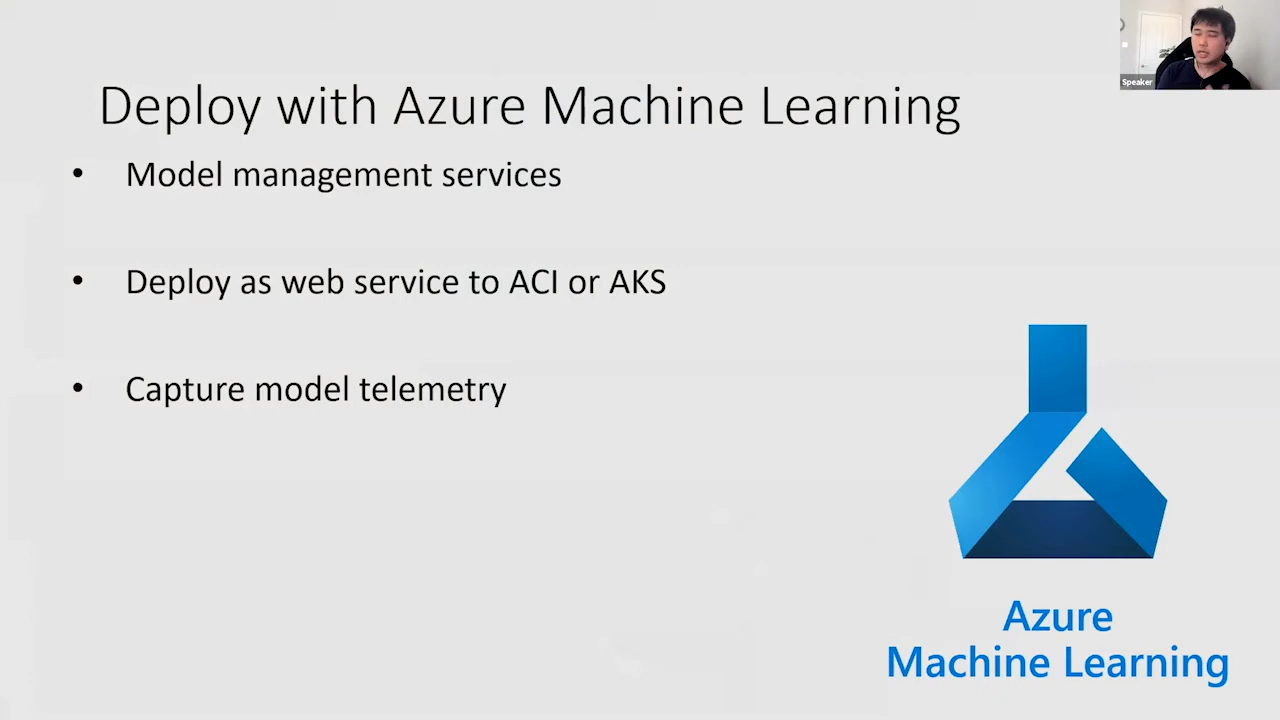 Speaker
Deploy with Azure Machine Learning
• Model management services
• Deploy as web service to ACI or AKS
• Capture model telemetry
Azure
Machine Learning